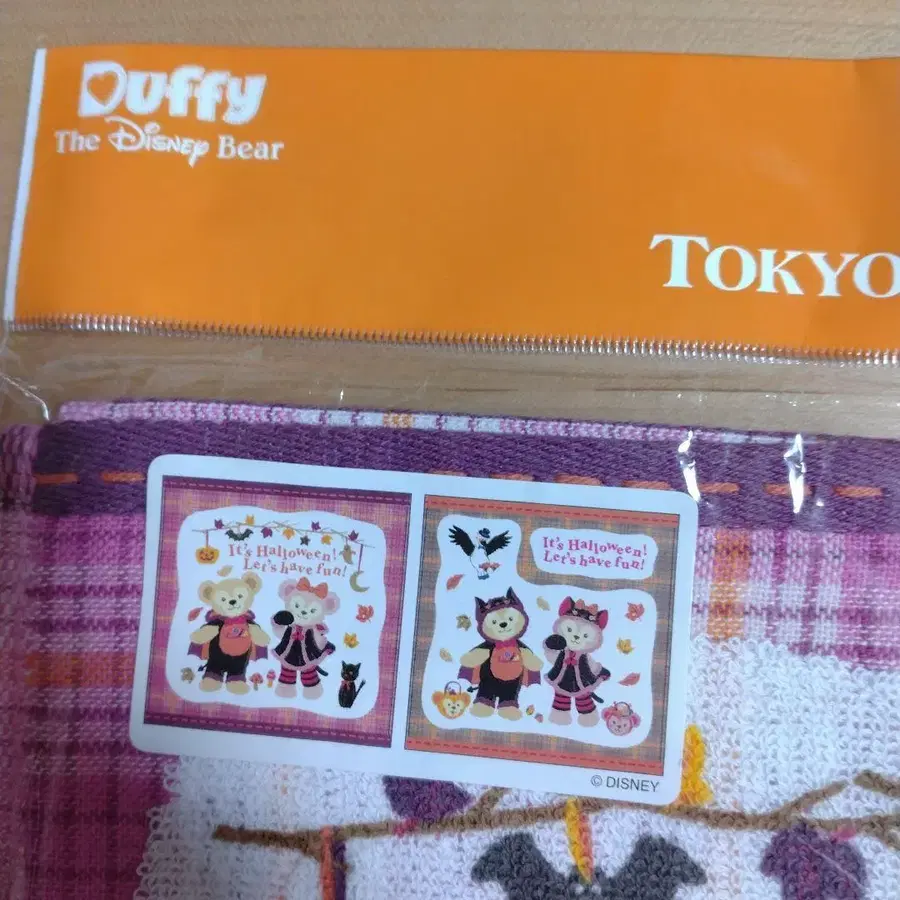 Duffy
The Disney Bear
TOKYO
It's Halloween!
Let's have fun!
It's Halloween!
Let's have fun!
© DISNEY